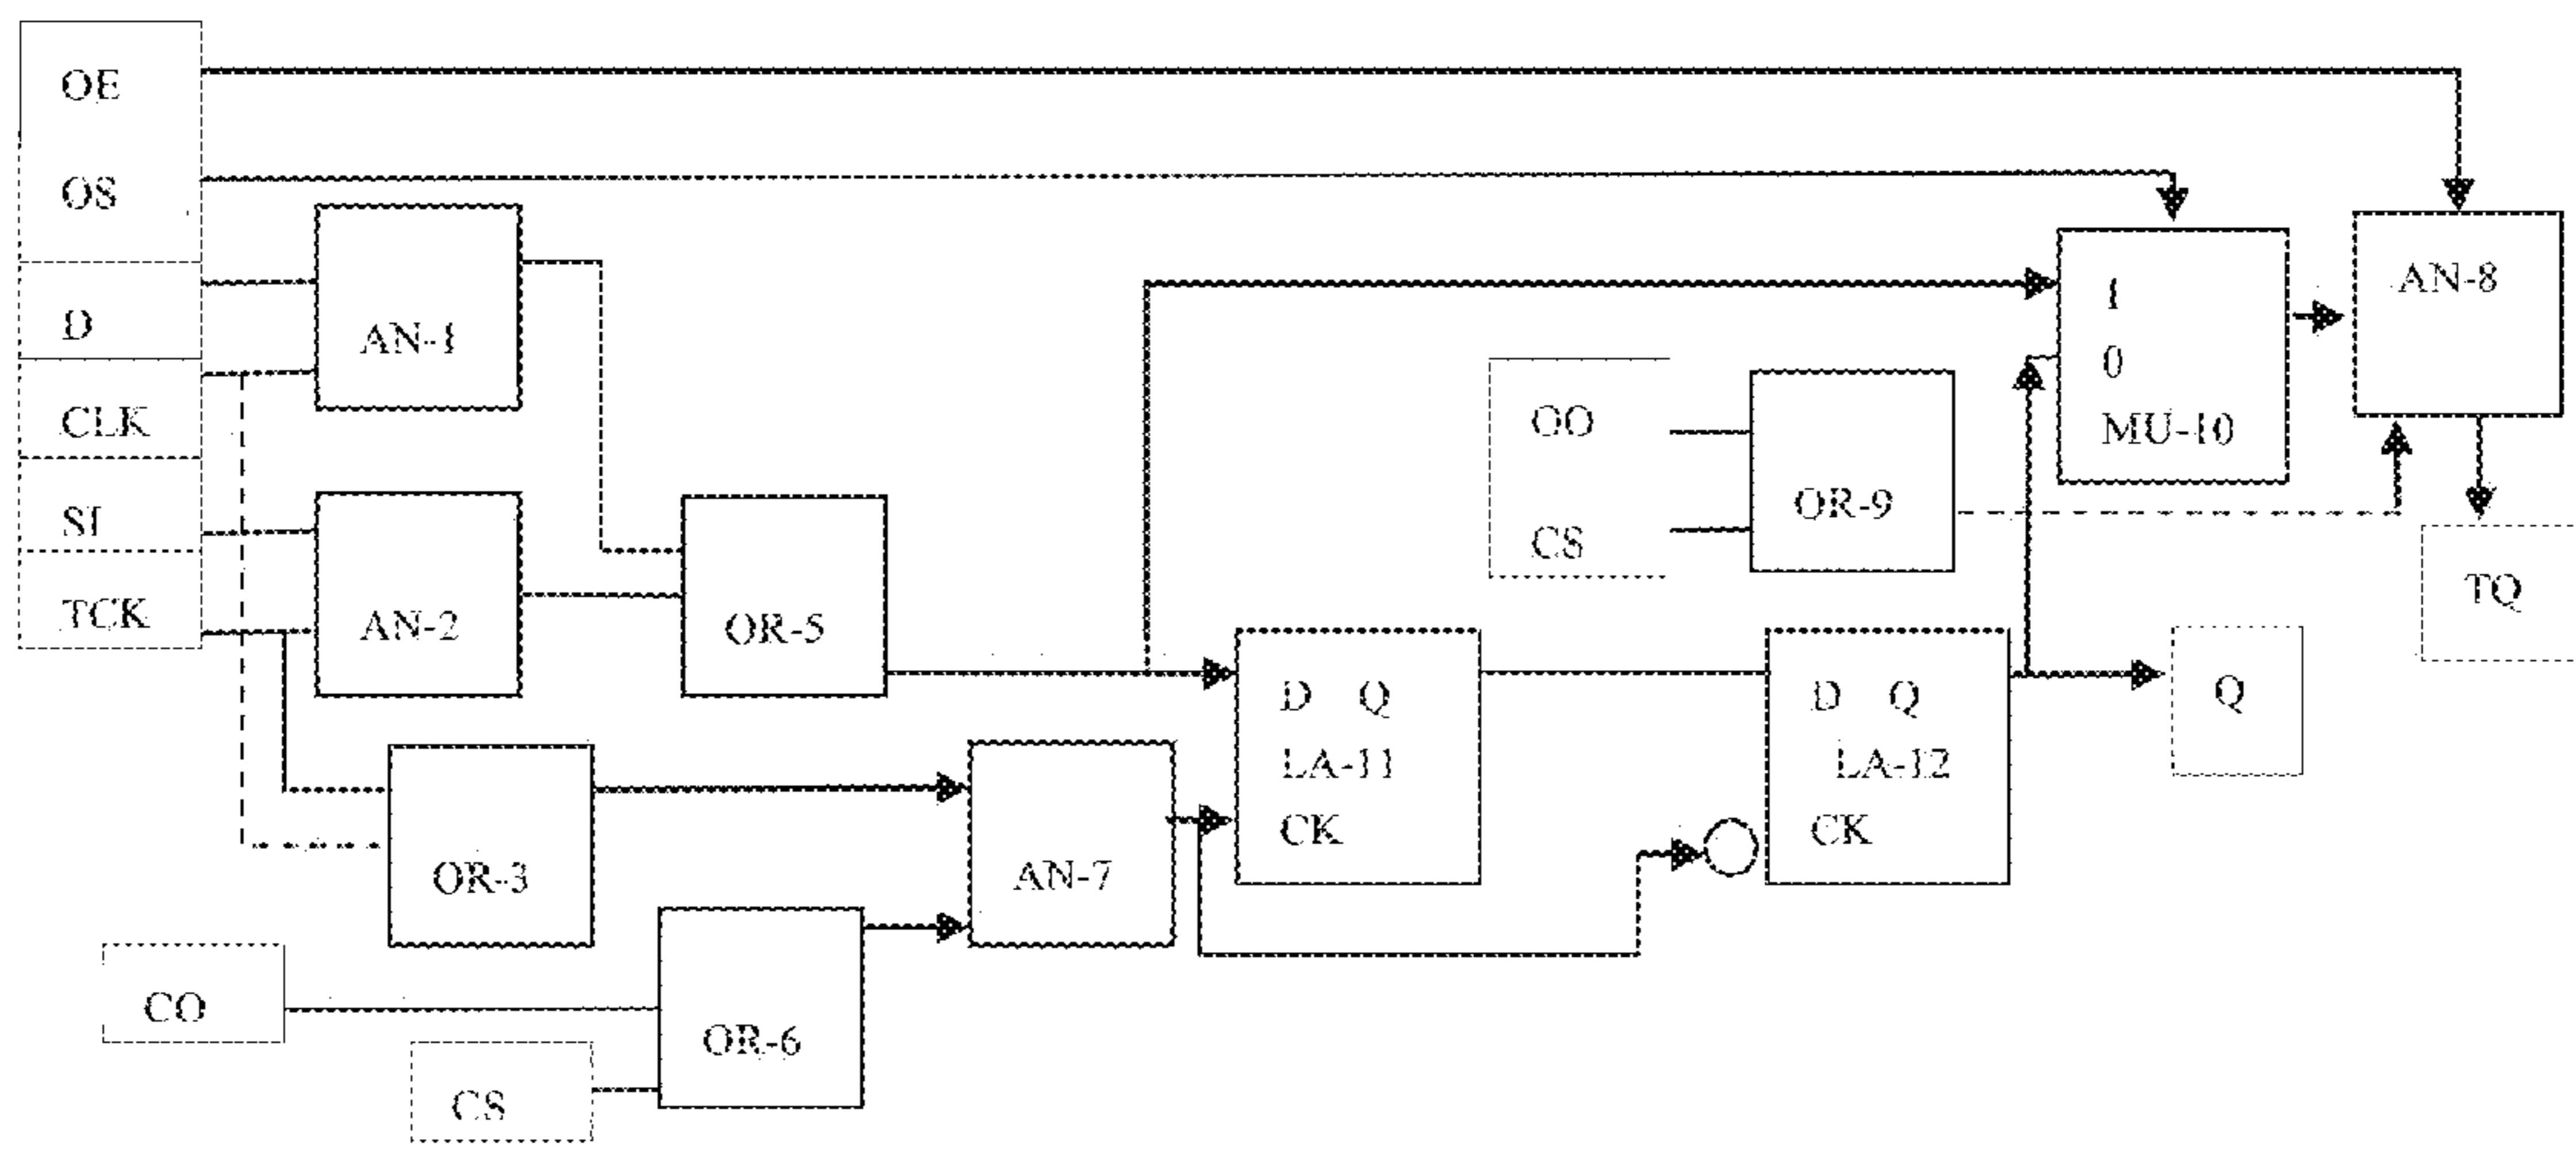 OE
OS
D
CLK
SI
TCK
AN-1
AN-2
OR-3
CO
CS
OR-5
OR-6
AN-7
D Q
LA-11
CK
OO
CS
OR-9
D Q
LA-12
CK
1
0
MU-10
AN-8
TQ
Q